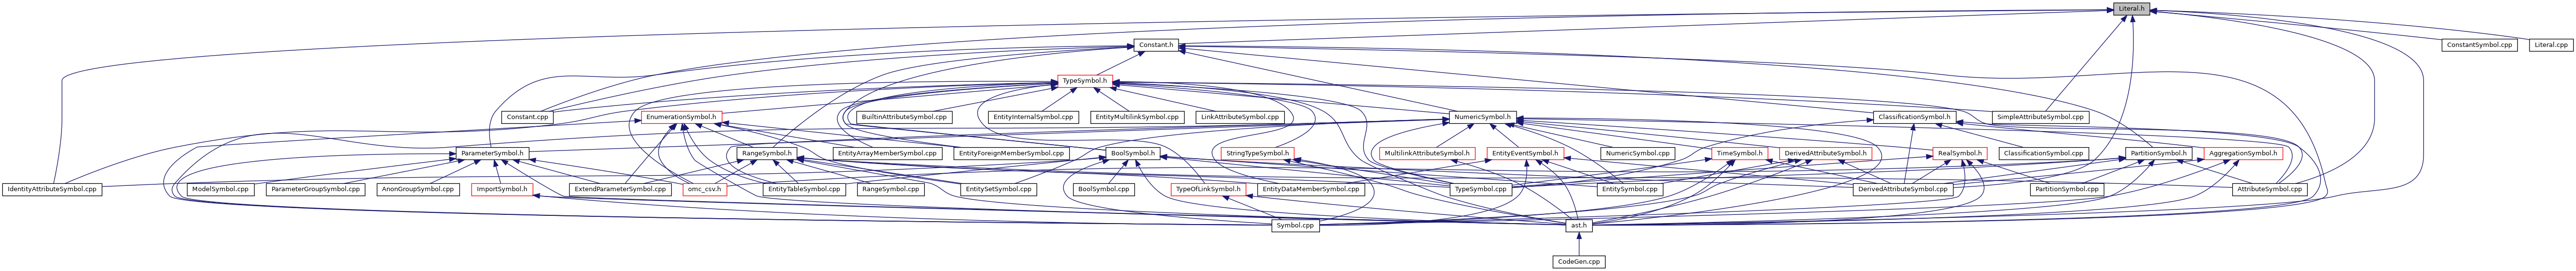 Literal.h
Constant.h
ConstantSymbol.cpp
Literal.cpp
TypeSymbol.h
Constant.cpp
EnumerationSymbol.h
BuiltinAttributeSymbol.cpp
EntityInternalSymbol.cpp
EntityMultilinkSymbol.cpp
LinkAttributeSymbol.cpp
NumericSymbol.h
ClassificationSymbol.h
SimpleAttributeSymbol.cpp
ParameterSymbol.h
RangeSymbol.h
EntityArrayMemberSymbol.cpp
EntityForeignMemberSymbol.cpp
BoolSymbol.h
StringTypeSymbol.h
MultilinkAttributeSymbol.h
EntityEventSymbol.h
NumericSymbol.cpp
TimeSymbol.h
DerivedAttributeSymbol.h
RealSymbol.h
ClassificationSymbol.cpp
PartitionSymbol.h
AggregationSymbol.h
IdentityAttributeSymbol.cpp
ModelSymbol.cpp
ParameterGroupSymbol.cpp
AnonGroupSymbol.cpp
ImportSymbol.h
ExtendParameterSymbol.cpp
omc_csv.h
EntityTableSymbol.cpp
RangeSymbol.cpp
EntitySetSymbol.cpp
BoolSymbol.cpp
TypeOfLinkSymbol.h
EntityDataMemberSymbol.cpp
TypeSymbol.cpp
EntitySymbol.cpp
DerivedAttributeSymbol.cpp
PartitionSymbol.cpp
AttributeSymbol.cpp
Symbol.cpp
ast.h
CodeGen.cpp